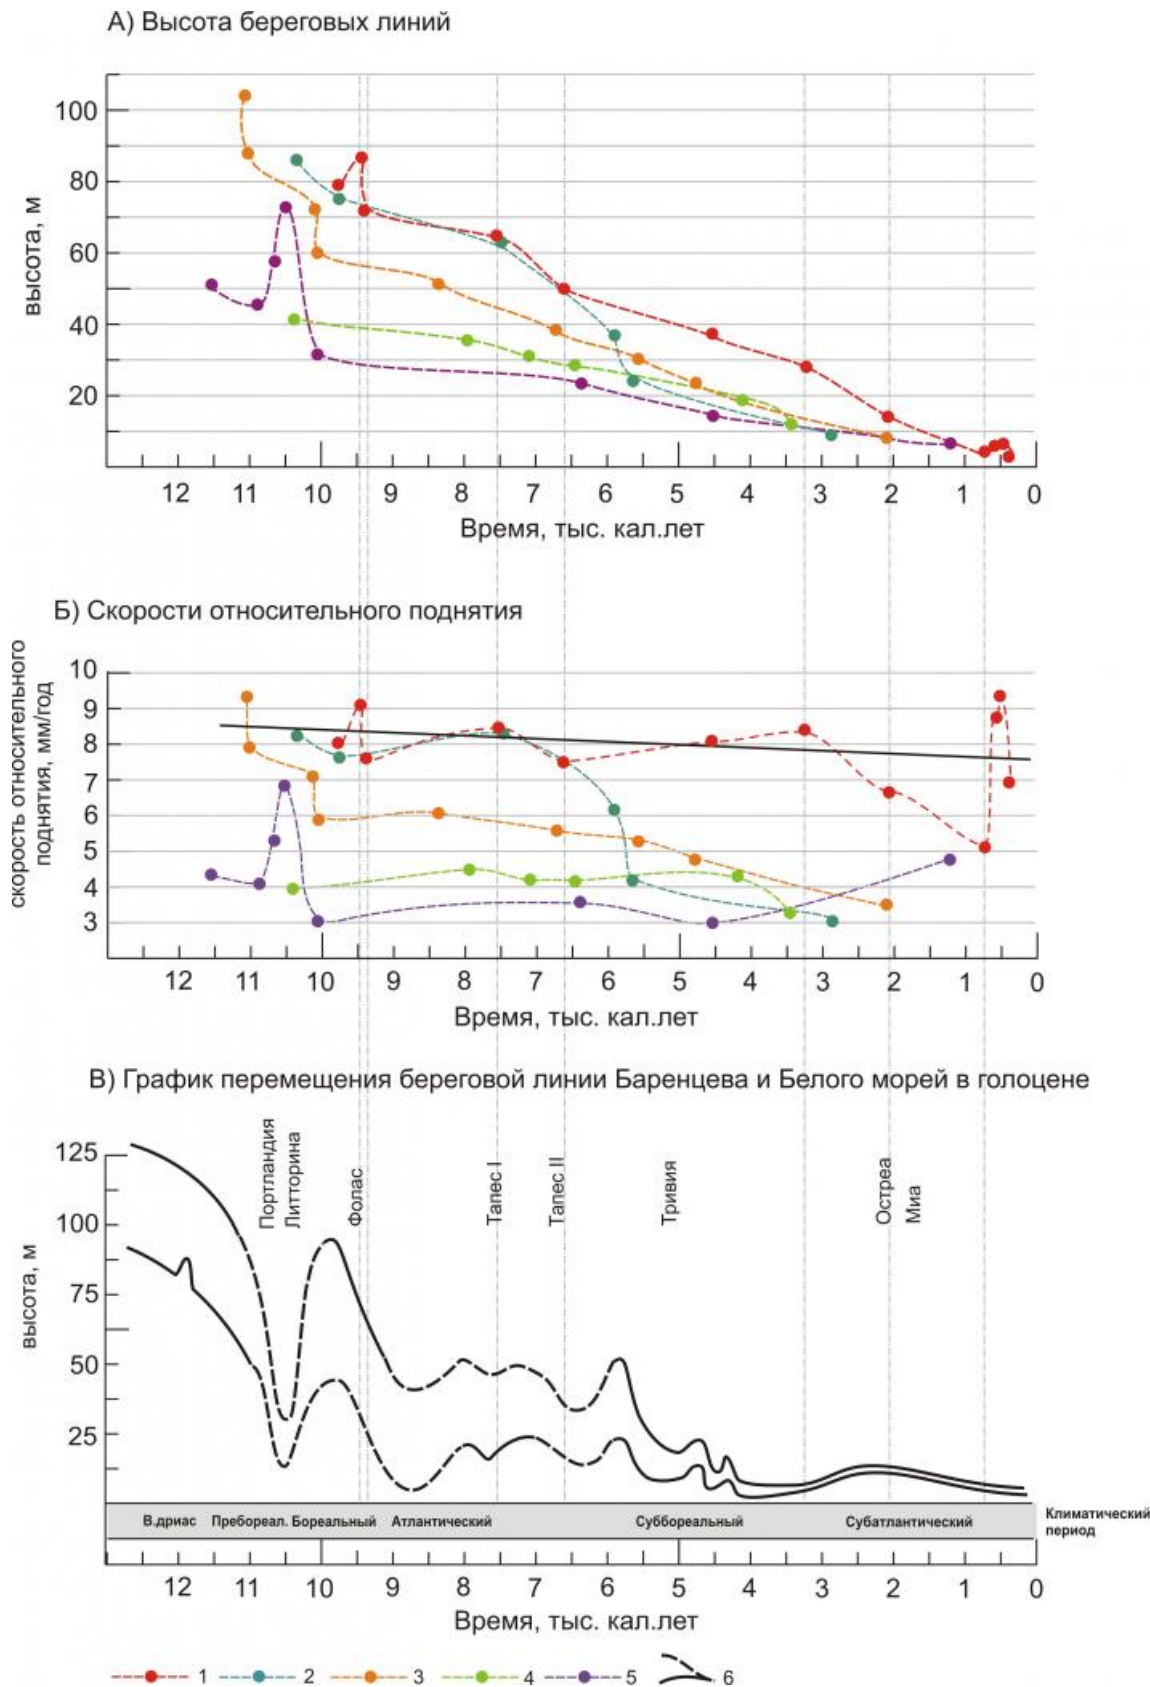 А) Высота береговых линий
100
80
60
40
20
высота, м
12 11 10 9 8 7 6 5 4 3 2 1 0
Время, тыс. кал.лет
Б) Скорости относительного поднятия
скорость относительного
поднятия, мм/год
10
9
8
7
6
5
4
3
12 11 10 9 8 7 6 5 4 3 2 1 0
Время, тыс. кал.лет
В) График перемещения береговой линии Баренцева и Белого морей в голоцене
125
100
75
50
25
высота, м
Портландия
Литторина
Фолас
Тапес I
Тапес II
Тривия
Остреа
Миа
В.дриас Пребореал. Бореальный Атлантический Суббореальный Субатлантический
Климатический
период
12 11 10 9 8 7 6 5 4 3 2 1 0
Время, тыс. кал.лет
1 2 3 4 5 6